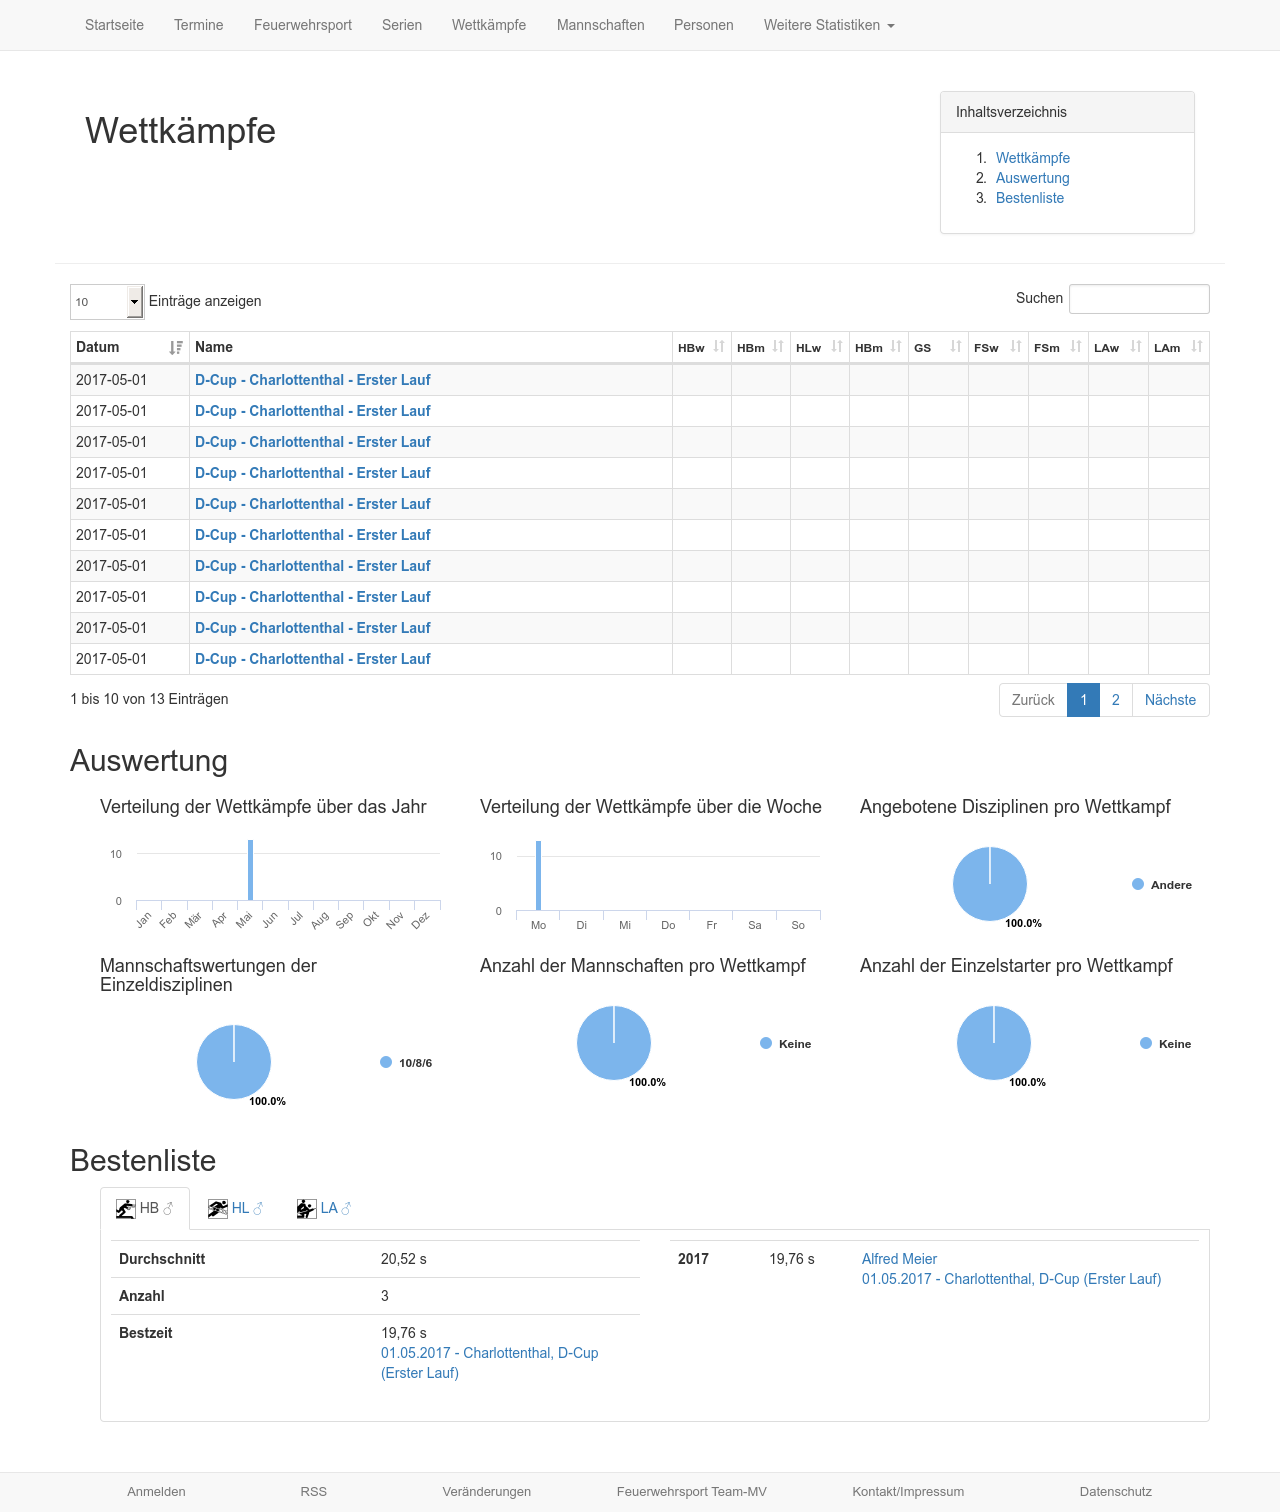 Startseite Termine Feuerwehrsport Serien Wettkämpfe Mannschaften Personen Weitere Statistiken
Wettkämpfe
Inhaltsverzeichnis
1. Wettkämpfe
2. Auswertung
3. Bestenliste
10 Einträge anzeigen
Suchen
Datum Name HBw HBm HLw HBm GS FSw FSm LAw LAm
2017-05-01 D-Cup - Charlottenthal - Erster Lauf
2017-05-01 D-Cup - Charlottenthal - Erster Lauf
2017-05-01 D-Cup - Charlottenthal - Erster Lauf
2017-05-01 D-Cup - Charlottenthal - Erster Lauf
2017-05-01 D-Cup - Charlottenthal - Erster Lauf
2017-05-01 D-Cup - Charlottenthal - Erster Lauf
2017-05-01 D-Cup - Charlottenthal - Erster Lauf
2017-05-01 D-Cup - Charlottenthal - Erster Lauf
2017-05-01 D-Cup - Charlottenthal - Erster Lauf
2017-05-01 D-Cup - Charlottenthal - Erster Lauf
1 bis 10 von 13 Einträgen
Zurück 1 2 Nächste
Auswertung
Verteilung der Wettkämpfe über das Jahr
10
0
Jan Feb Mär Apr Mai Jun Jul Aug Sep Okt Nov Dez
Verteilung der Wettkämpfe über die Woche
10
0
Mo Di Mi Do Fr Sa So
Angebotene Disziplinen pro Wettkampf
Andere
100.0%
Mannschaftswertungen der
Einzeldisziplinen
10/8/6
100.0%
Anzahl der Mannschaften pro Wettkampf
Keine
100.0%
Anzahl der Einzelstarter pro Wettkampf
Keine
100.0%
Bestenliste
HB ♂ HL ♂ LA ♂
Durchschnitt 20,52 s
Anzahl 3
Bestzeit 19,76 s
01.05.2017 - Charlottenthal, D-Cup
(Erster Lauf)
2017 19,76 s Alfred Meier
01.05.2017 - Charlottenthal, D-Cup (Erster Lauf)
Anmelden RSS Veränderungen Feuerwehrsport Team-MV Kontakt/Impressum Datenschutz